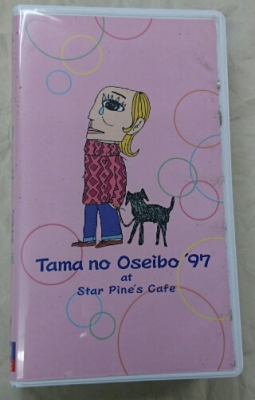 Tama no Oseibo '97
at
Star Pine's Cafe